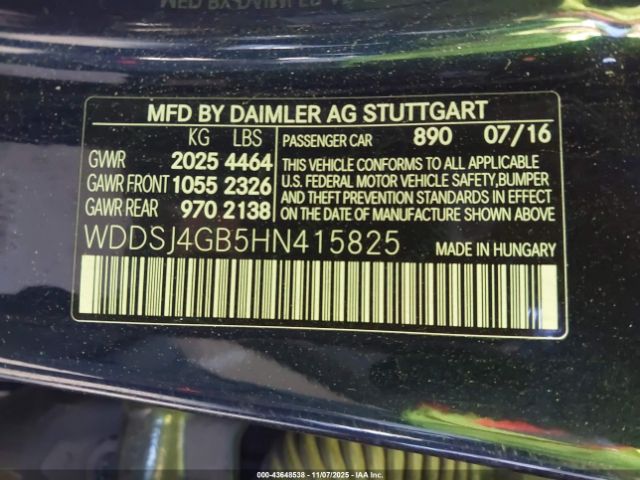 MFD BY DAIMLER AG STUTTGART
KG LBS PASSENGER CAR 890 07/16
GWR 2025 4464 THIS VEHICLE CONFORMS TO ALL APPLICABLE
GAWR FRONT 1055 2326 U.S. FEDERAL MOTOR VEHICLE SAFETY, BUMPER
GAWR REAR 970 2138 AND THEFT PREVENTION STANDARDS IN EFFECT
ON THE DATE OF MANUFACTURE SHOWN ABOVE
WDDSJ4GB5HN415825 MADE IN HUNGARY
000-43648538 - 11/07/2025 - IAA Inc.